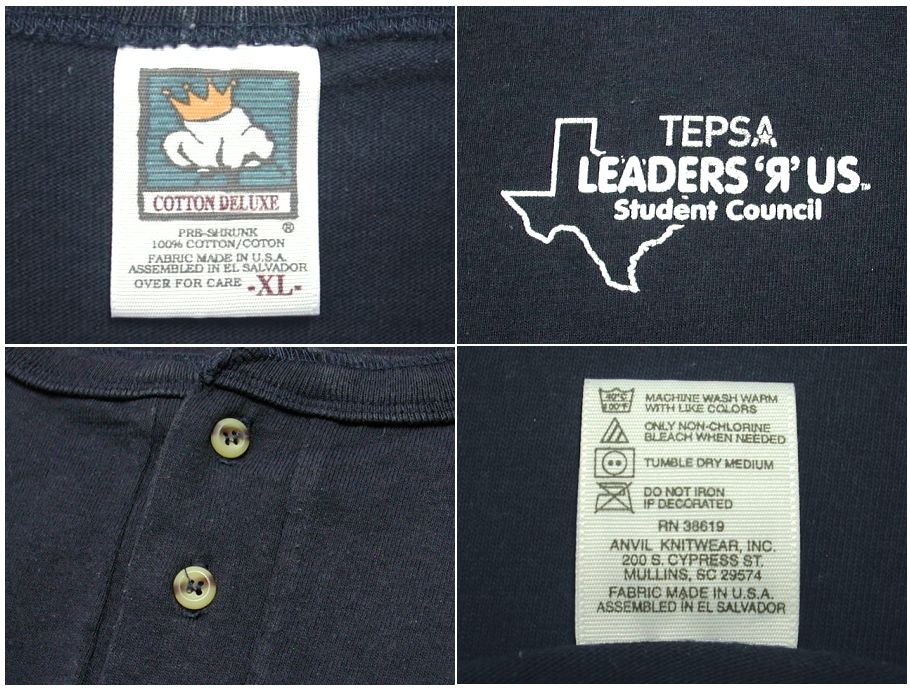 COTTON DELUXE
®
PRE-SHRUNK
100% COTTON/COTON
FABRIC MADE IN U.S.A.
ASSEMBLED IN EL SALVADOR
OVER FOR CARE -XL-
TEPSA
LEADERS ‘Я’ US™
Student Council
40°C
100°F
MACHINE WASH WARM
WITH LIKE COLORS
ONLY NON-CHLORINE
BLEACH WHEN NEEDED
TUMBLE DRY MEDIUM
DO NOT IRON
IF DECORATED
RN 38619
ANVIL KNITWEAR, INC.
200 S. CYPRESS ST.
MULLINS, SC 29574
FABRIC MADE IN U.S.A.
ASSEMBLED IN EL SALVADOR